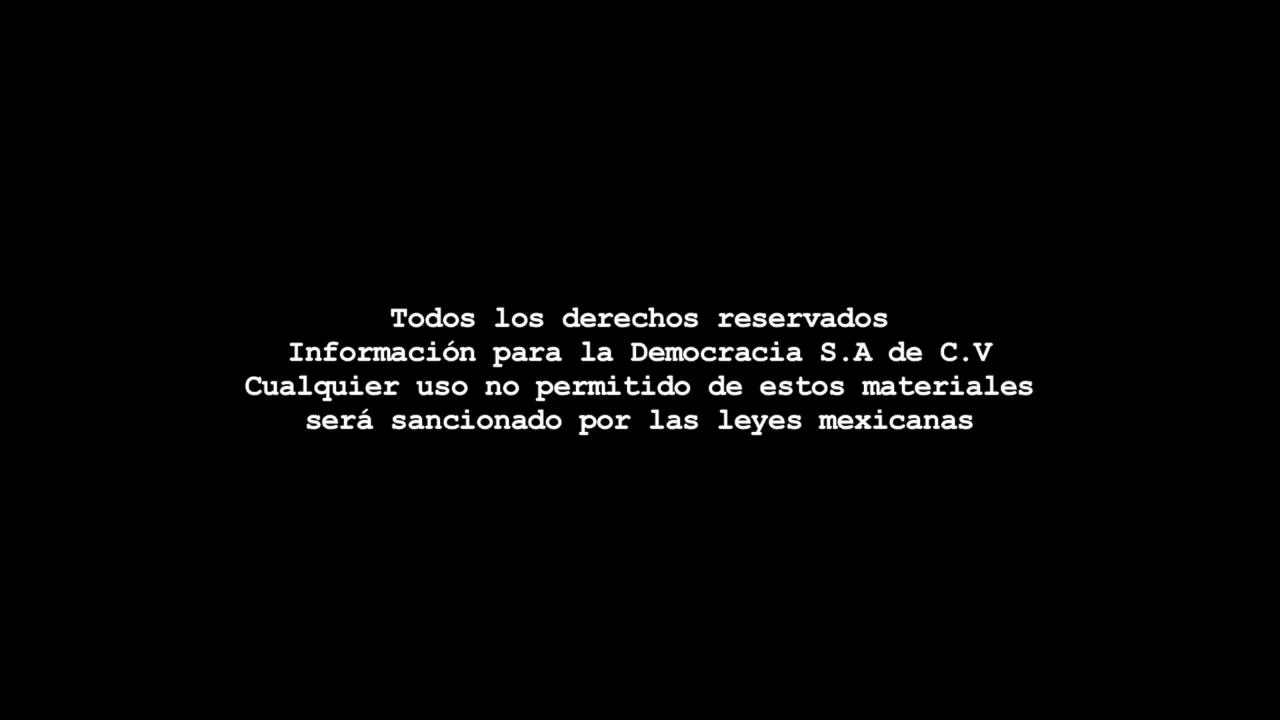 Todos los derechos reservados
Información para la Democracia S.A de C.V
Cualquier uso no permitido de estos materiales
será sancionado por las leyes mexicanas